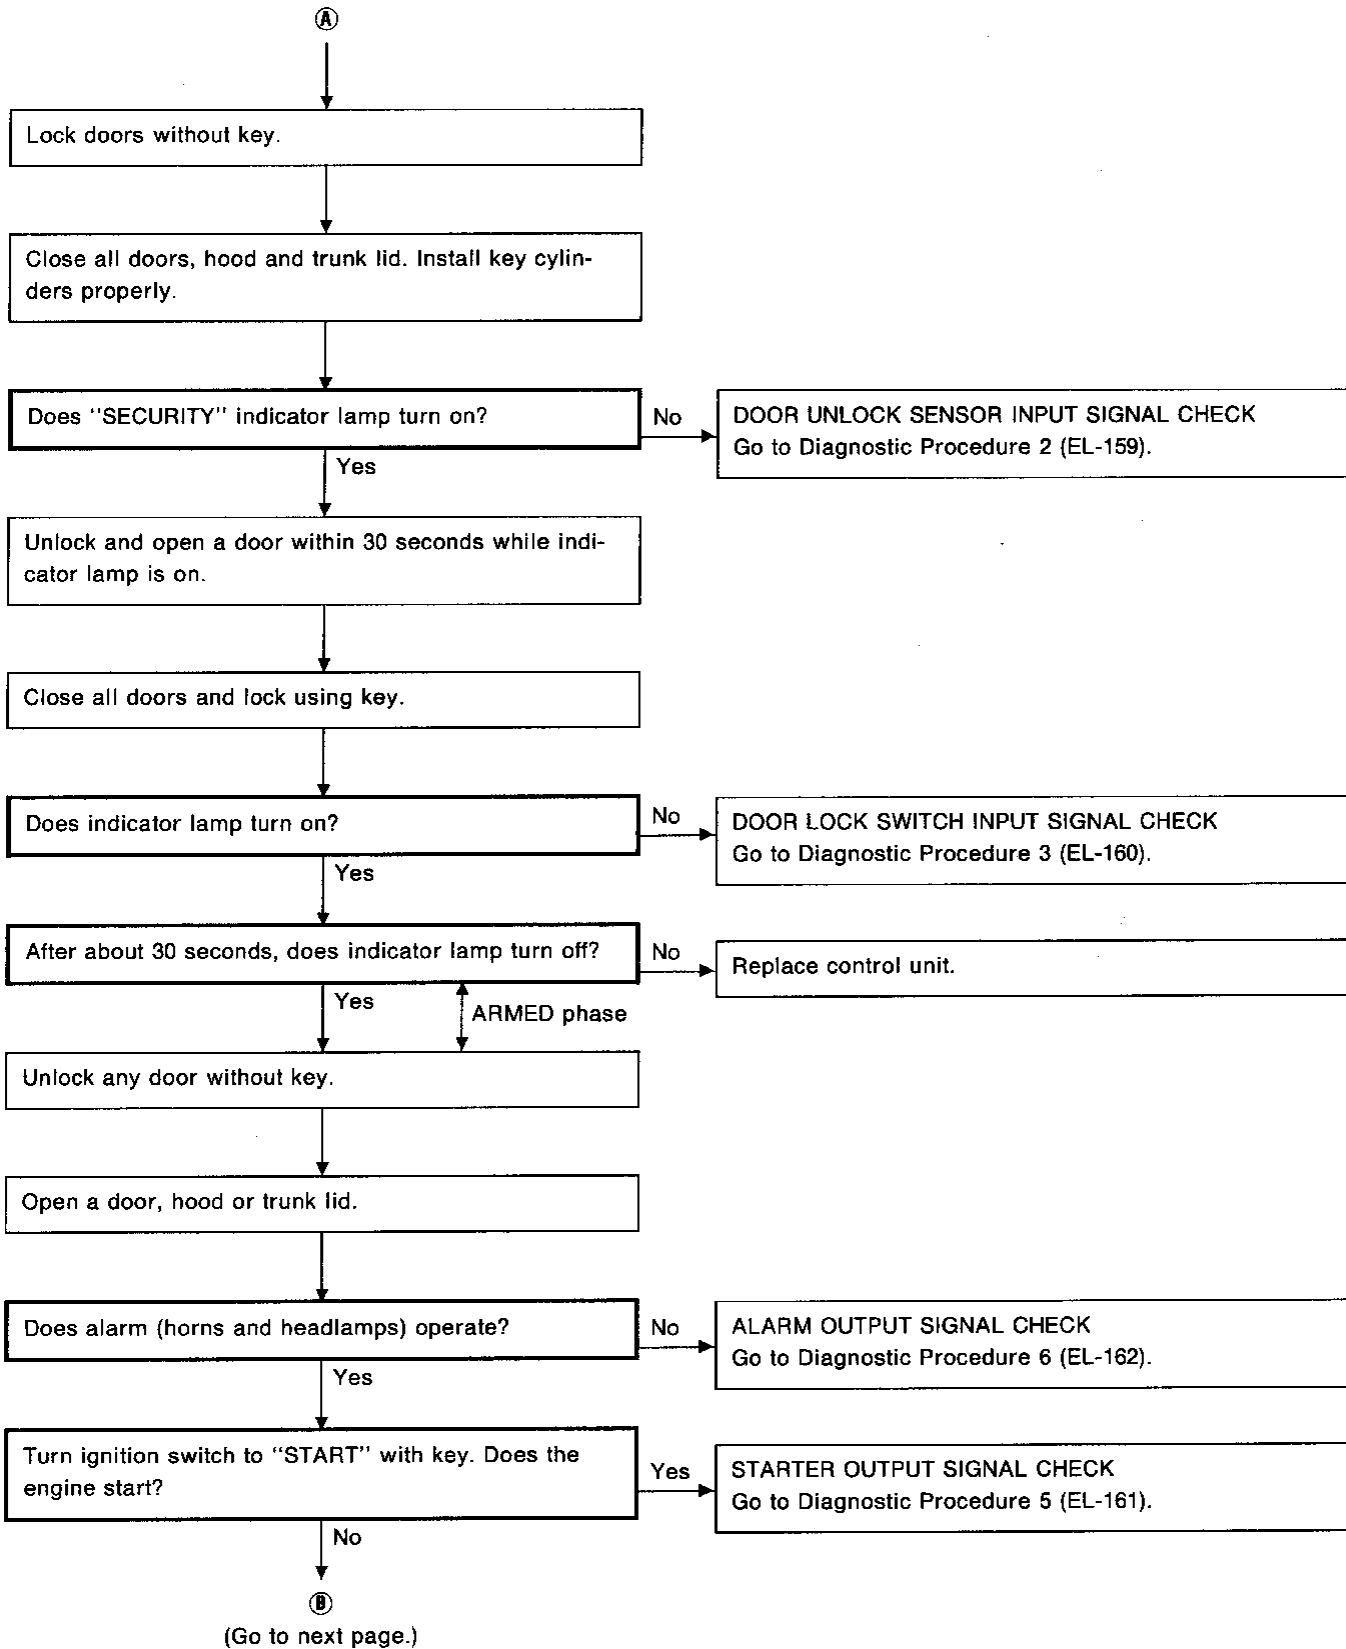 A
Lock doors without key.
Close all doors, hood and trunk lid. Install key cylin-
ders properly.
Does "SECURITY" indicator lamp turn on?
No
DOOR UNLOCK SENSOR INPUT SIGNAL CHECK
Go to Diagnostic Procedure 2 (EL-159).
Yes
Unlock and open a door within 30 seconds while indi-
cator lamp is on.
Close all doors and lock using key.
Does indicator lamp turn on?
No
DOOR LOCK SWITCH INPUT SIGNAL CHECK
Go to Diagnostic Procedure 3 (EL-160).
Yes
After about 30 seconds, does indicator lamp turn off?
No
Replace control unit.
Yes
ARMED phase
Unlock any door without key.
Open a door, hood or trunk lid.
Does alarm (horns and headlamps) operate?
No
ALARM OUTPUT SIGNAL CHECK
Go to Diagnostic Procedure 6 (EL-162).
Yes
Turn ignition switch to "START" with key. Does the
engine start?
Yes
STARTER OUTPUT SIGNAL CHECK
Go to Diagnostic Procedure 5 (EL-161).
No
B
(Go to next page.)